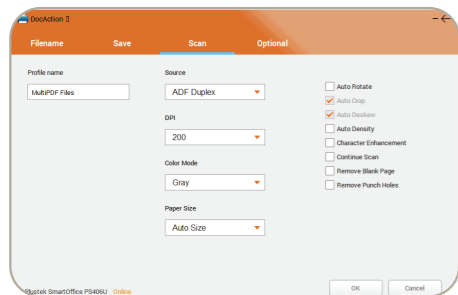 DocAction
Filename Save Scan Optional
Profile name
MultiPDF Files
Source
ADF Duplex
DPI
200
Color Mode
Gray
Paper Size
Auto Size
Auto Rotate
Auto Crop
Auto Deskew
Auto Density
Character Enhancement
Continue Scan
Remove Blank Page
Remove Punch Holes
Plustek SmartOffice PS406U Online
OK Cancel